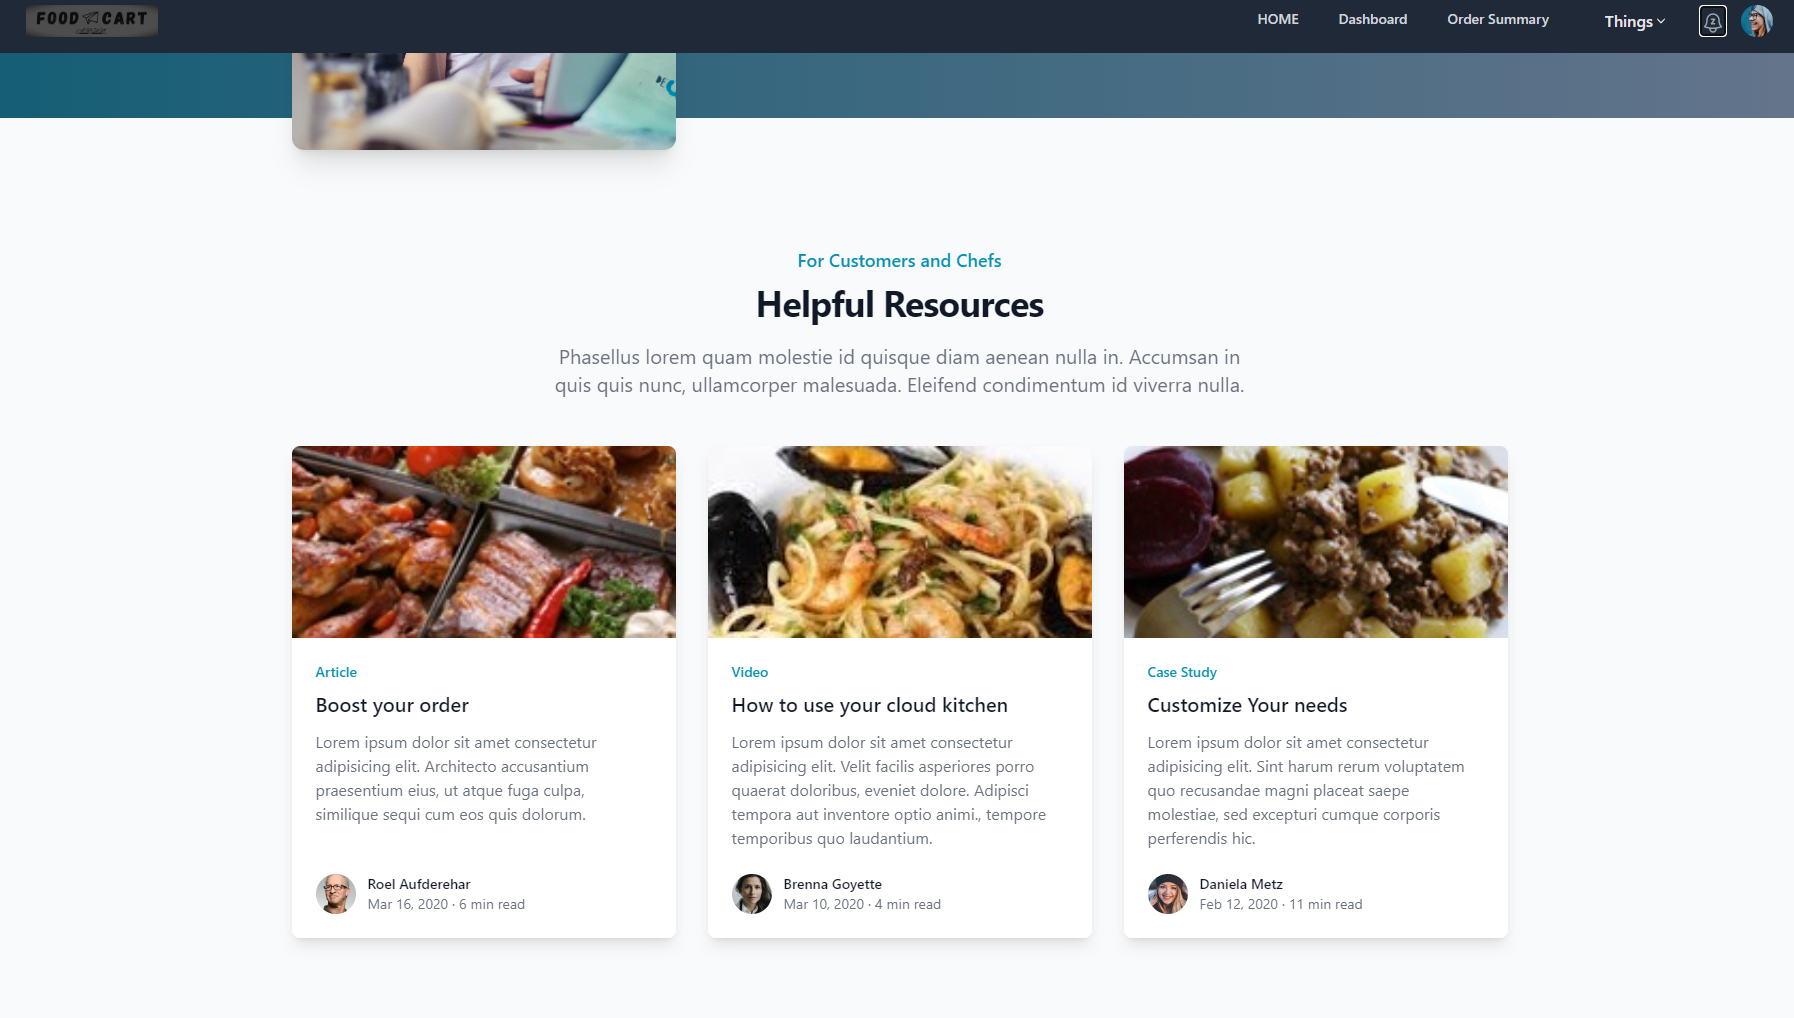 FOOD CART
HOME
Dashboard
Order Summary
Things
For Customers and Chefs
Helpful Resources
Phasellus lorem quam molestie id quisque diam aenean nulla in. Accumsan in
quis quis nunc, ullamcorper malesuada. Eleifend condimentum id viverra nulla.
Article
Boost your order
Lorem ipsum dolor sit amet consectetur
adipisicing elit. Architecto accusantium
praesentium eius, ut atque fuga culpa,
similique sequi cum eos quis dolorum.
Roel Aufderehar
Mar 16, 2020 · 6 min read
Video
How to use your cloud kitchen
Lorem ipsum dolor sit amet consectetur
adipisicing elit. Velit facilis asperiores porro
quaerat doloribus, eveniet dolore. Adipisci
tempora aut inventore optio animi., tempore
temporibus quo laudantium.
Brenna Goyette
Mar 10, 2020 · 4 min read
Case Study
Customize Your needs
Lorem ipsum dolor sit amet consectetur
adipisicing elit. Sint harum rerum voluptatem
quo recusandae magni placeat saepe
molestiae, sed excepturi cumque corporis
perferendis hic.
Daniela Metz
Feb 12, 2020 · 11 min read